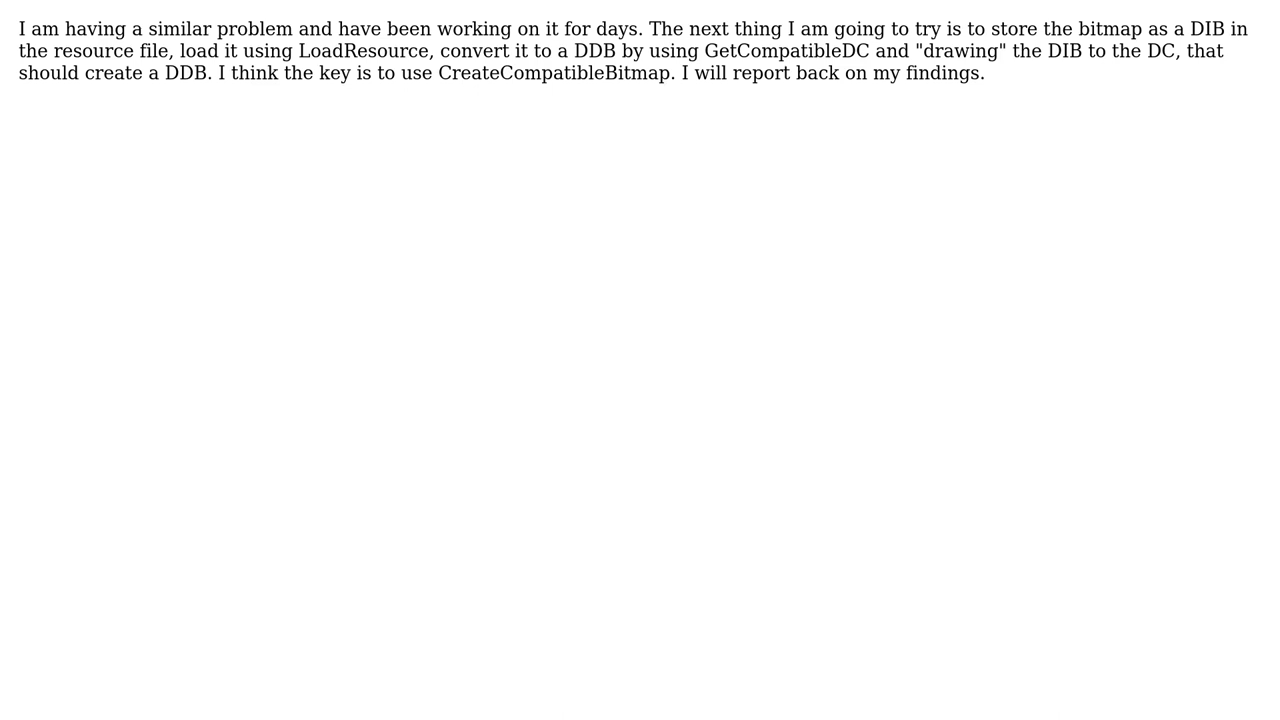 I am having a similar problem and have been working on it for days. The next thing I am going to try is to store the bitmap as a DIB in
the resource file, load it using LoadResource, convert it to a DDB by using GetCompatibleDC and "drawing" the DIB to the DC, that
should create a DDB. I think the key is to use CreateCompatibleBitmap. I will report back on my findings.